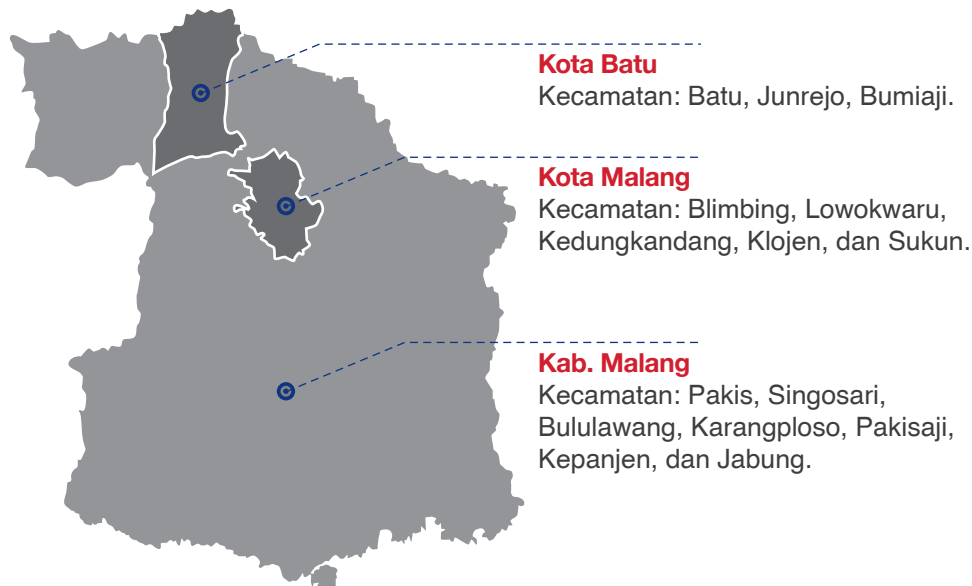 Kota Batu
Kecamatan: Batu, Junrejo, Bumiaji.
Kota Malang
Kecamatan: Blimbing, Lowokwaru,
Kedungkandang, Klojen, dan Sukun.
Kab. Malang
Kecamatan: Pakis, Singosari,
Bululawang, Karangploso, Pakisaji,
Kepanjen, dan Jabung.